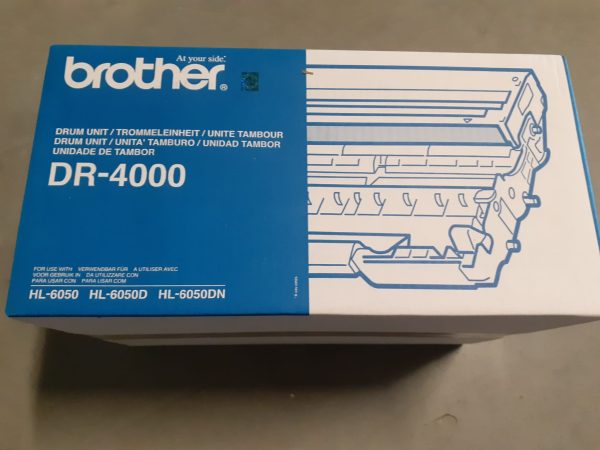 At your side.
brother®
DRUM UNIT / TROMMELEINHEIT / UNITE TAMBOUR
DRUM UNIT / UNITA' TAMBURO / UNIDAD TAMBOR
UNIDADE DE TAMBOR
DR-4000
FOR USE WITH VERWENDBAR FÜR A UTILISER AVEC
VOOR GEBRUIK IN DA UTILIZZARE CON
PARA USAR CON PARA USAR COM
HL-6050 HL-6050D HL-6050DN